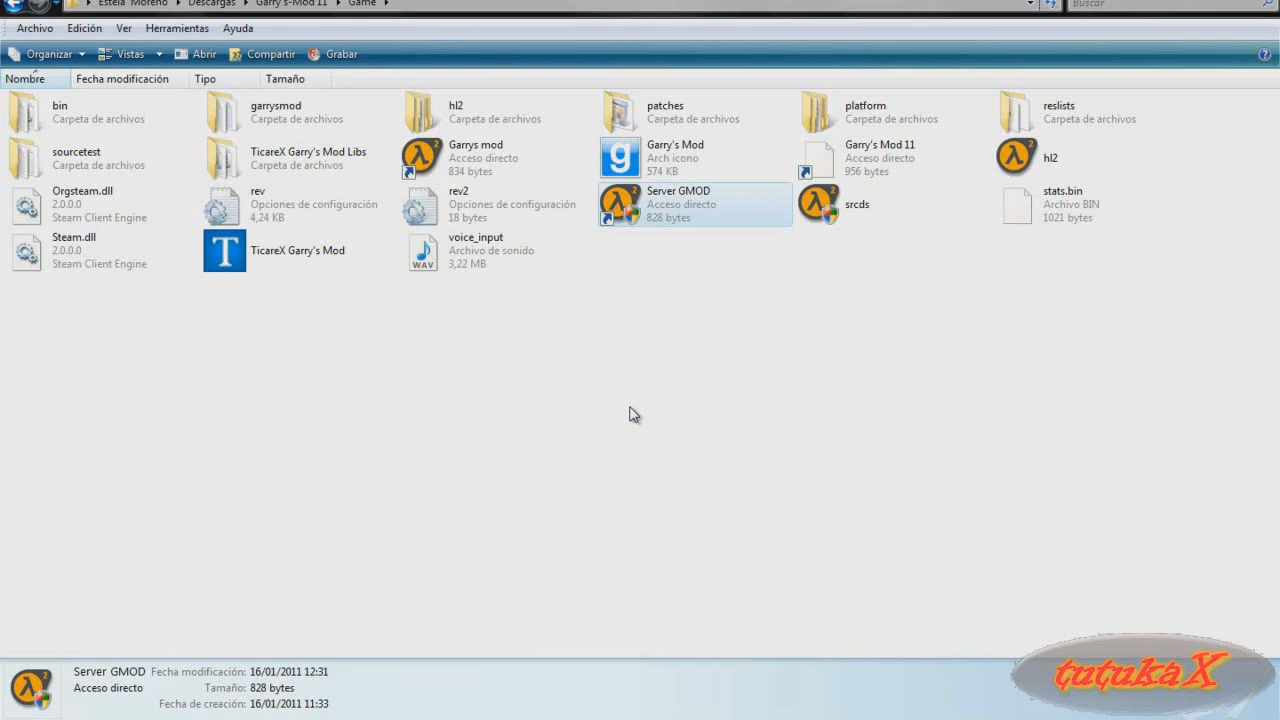 Estela Moreno Descargas Garry's-Mod 11 Game Buscar
Archivo Edición Ver Herramientas Ayuda
Organizar Vistas Abrir Compartir Grabar
Nombre Fecha modificación Tipo Tamaño
bin
Carpeta de archivos
garrysmod
Carpeta de archivos
hl2
Carpeta de archivos
patches
Carpeta de archivos
platform
Carpeta de archivos
reslists
Carpeta de archivos
sourcetest
Carpeta de archivos
TicareX Garry's Mod Libs
Carpeta de archivos
Garrys mod
Acceso directo
834 bytes
Garry's Mod
Arch icono
574 KB
Garry's Mod 11
Acceso directo
956 bytes
hl2
Orgsteam.dll
2.0.0.0
Steam Client Engine
rev
Opciones de configuración
4,24 KB
rev2
Opciones de configuración
18 bytes
Server GMOD
Acceso directo
828 bytes
srcds
stats.bin
Archivo BIN
1021 bytes
Steam.dll
2.0.0.0
Steam Client Engine
TicareX Garry's Mod
voice_input
Archivo de sonido
3,22 MB
Server GMOD Fecha modificación: 16/01/2011 12:31
Acceso directo Tamaño: 828 bytes
Fecha de creación: 16/01/2011 11:33
tutukaX